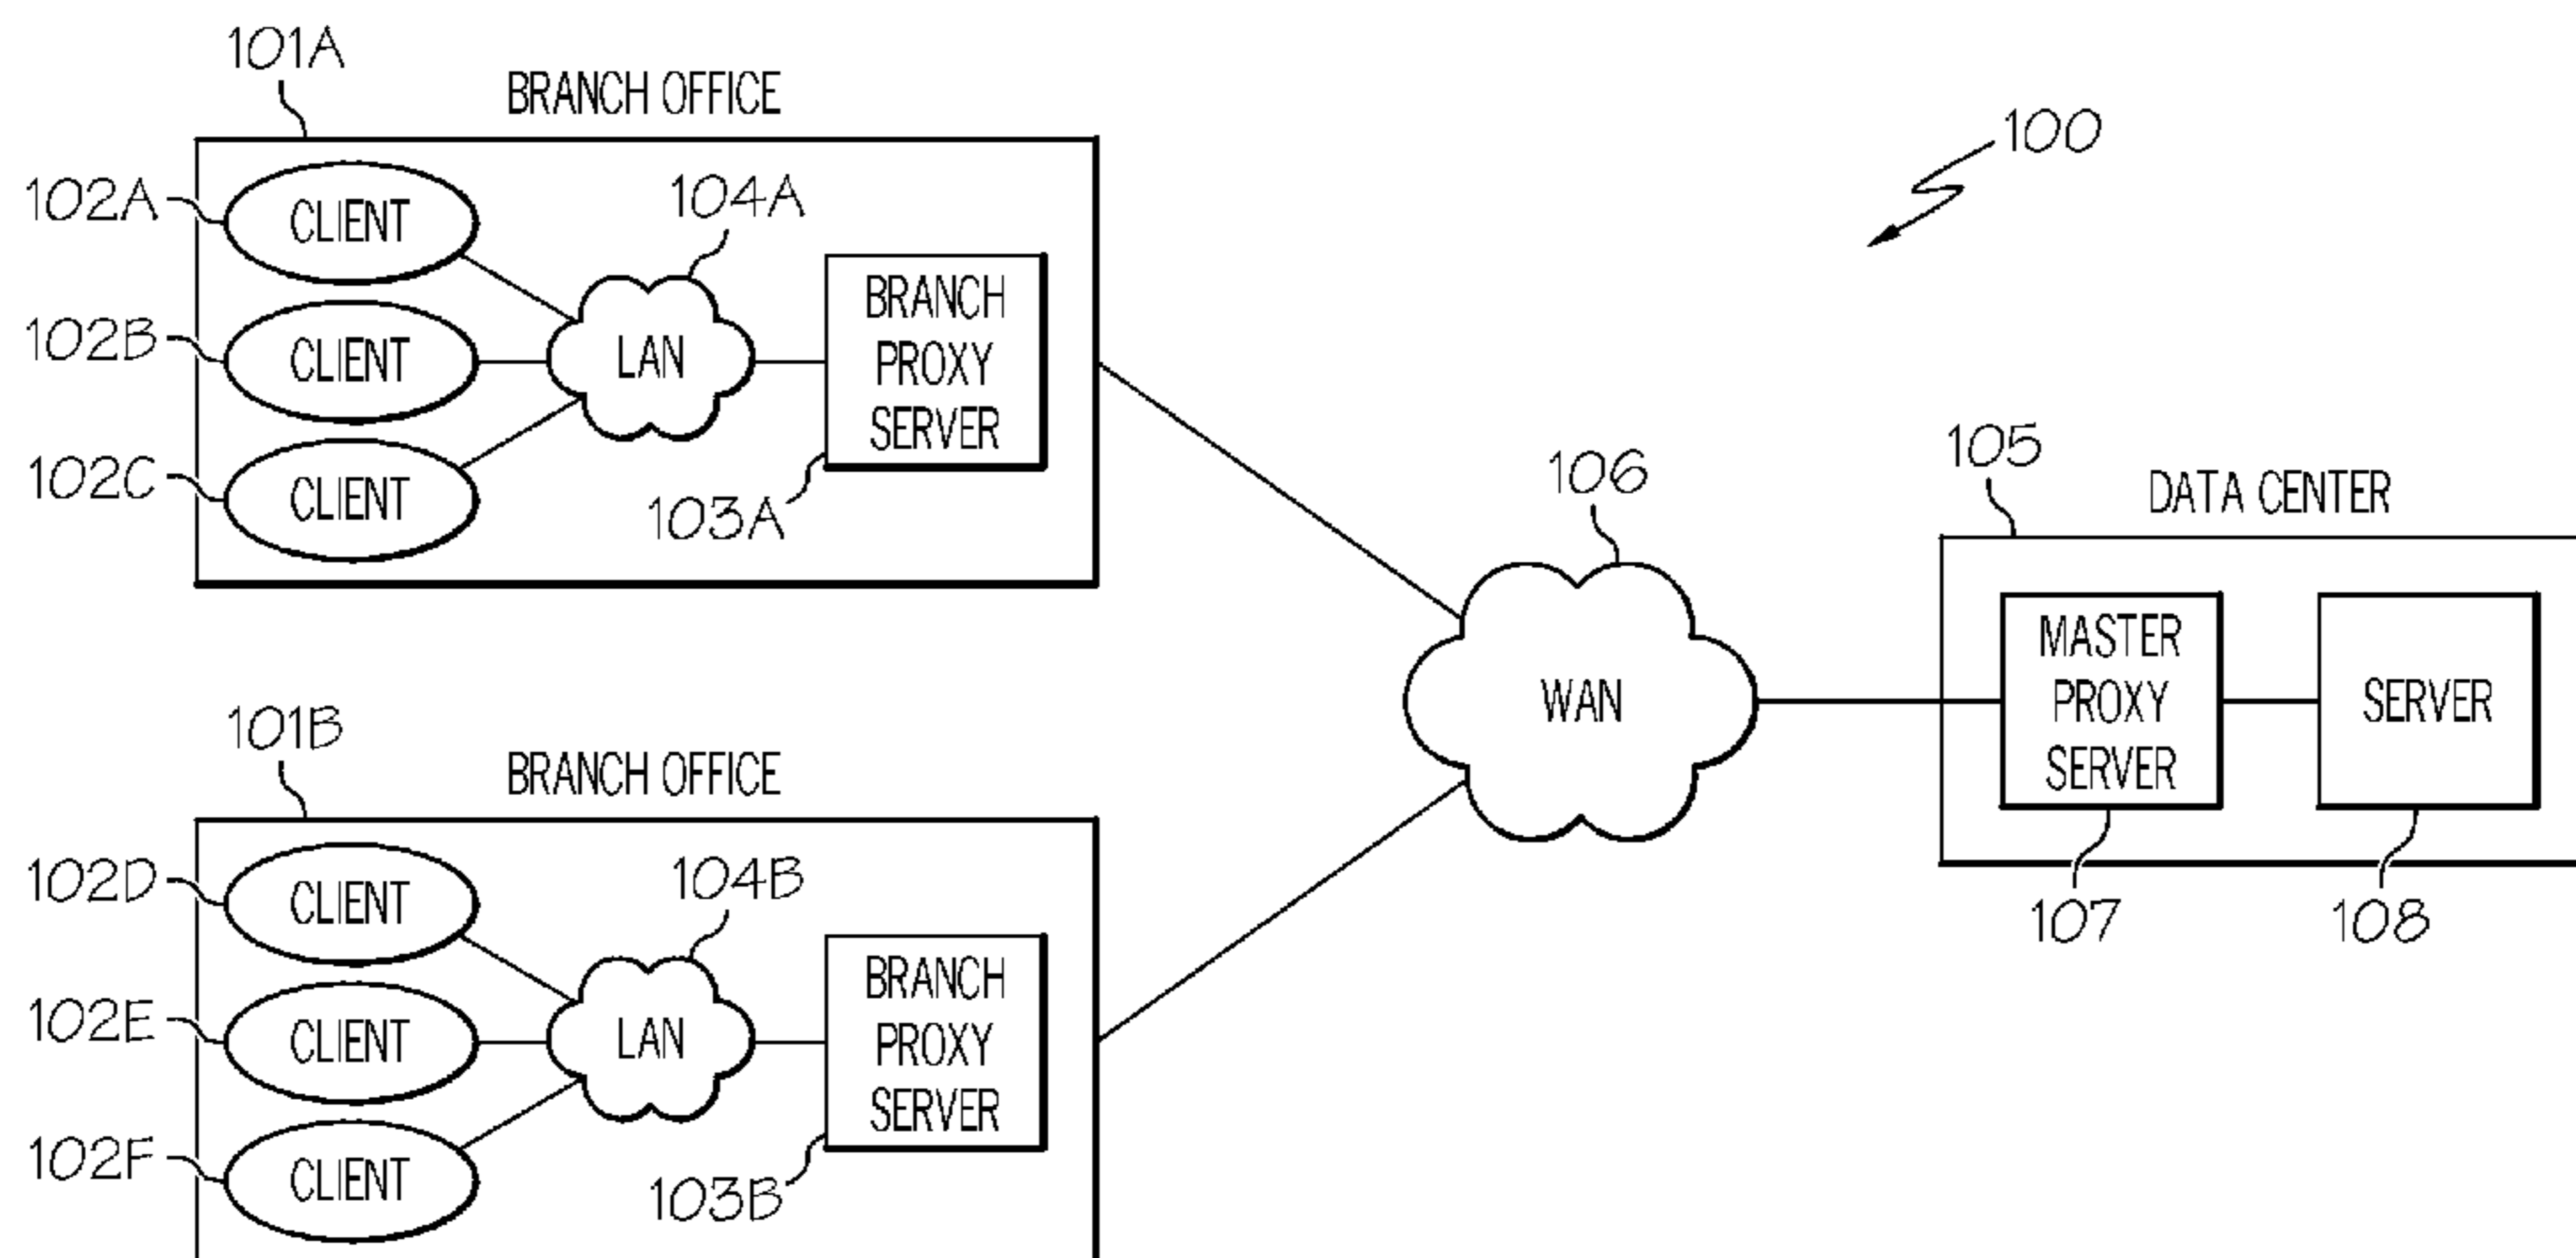 101A
BRANCH OFFICE
100
102A
CLIENT
104A
102B
CLIENT
LAN
BRANCH
PROXY
SERVER
102C
CLIENT
103A
106
WAN
105
DATA CENTER
MASTER
PROXY
SERVER
SERVER
107
108
101B
BRANCH OFFICE
102D
CLIENT
104B
102E
CLIENT
LAN
BRANCH
PROXY
SERVER
102F
CLIENT
103B